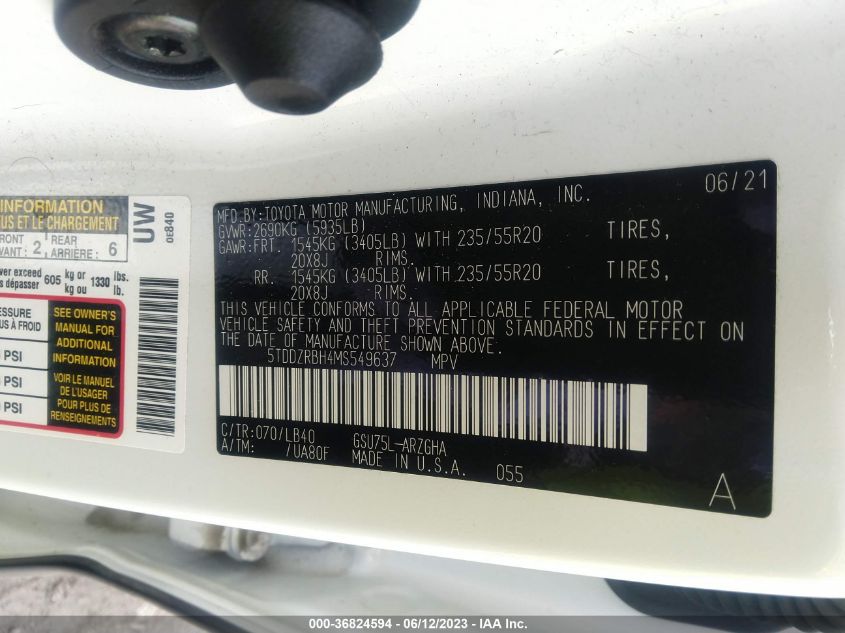 INFORMATION
US ET LE CHARGEMENT
FRONT 2 REAR 6
VANT: ARRIÈRE:
UW
0E840
wer exceed 605 kg or 1330 lbs.
s dépasser kg ou lb.
ESSURE
US À FROID
PSI
PSI
PSI
SEE OWNER'S
MANUAL FOR
ADDITIONAL
INFORMATION
VOIR LE MANUEL
DE L'USAGER
POUR PLUS DE
RENSEIGNEMENTS
MFD.BY:TOYOTA MOTOR MANUFACTURING, INDIANA, INC. 06/21
GVWR:2690KG (5935LB)
GAWR:FRT. 1545KG (3405LB) WITH 235/55R20 TIRES,
20X8J RIMS.
RR. 1545KG (3405LB) WITH 235/55R20 TIRES,
20X8J RIMS.
THIS VEHICLE CONFORMS TO ALL APPLICABLE FEDERAL MOTOR
VEHICLE SAFETY AND THEFT PREVENTION STANDARDS IN EFFECT ON
THE DATE OF MANUFACTURE SHOWN ABOVE.
5TDDZRBH4MS549637 MPV
C/TR:070/LB40 GSU75L-ARZGHA
A/TM: /UA80F MADE IN U.S.A. 055
A
000-36824594 - 06/12/2023 - IAA Inc.